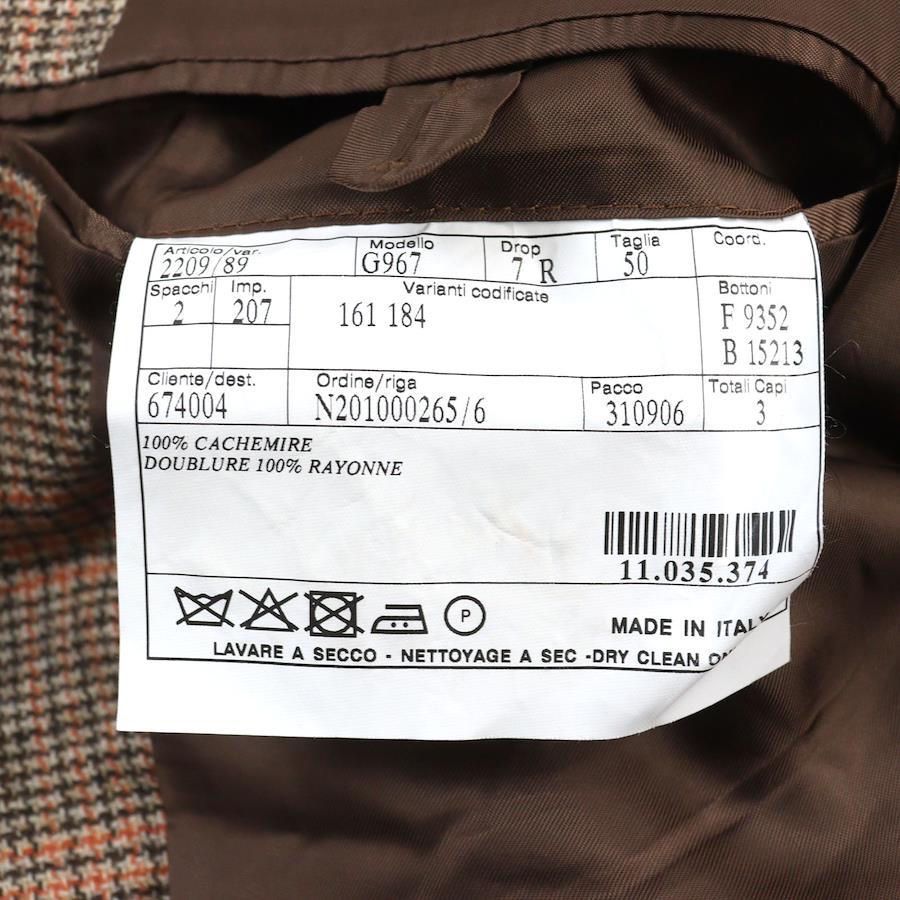 Articolo/var. Modello Drop Taglia Coord.
2209/89 G967 7 R 50
Spacchi Imp. Varianti codificate Bottoni
2 207 161 184 F 9352
B 15213
Cliente/dest. Ordine/riga Pacco Totali Capi
674004 N201000265/6 310906 3
100% CACHEMIRE
DOUBLURE 100% RAYONNE
11.035.374
P
MADE IN ITALY
LAVARE A SECCO - NETTOYAGE A SEC -DRY CLEAN